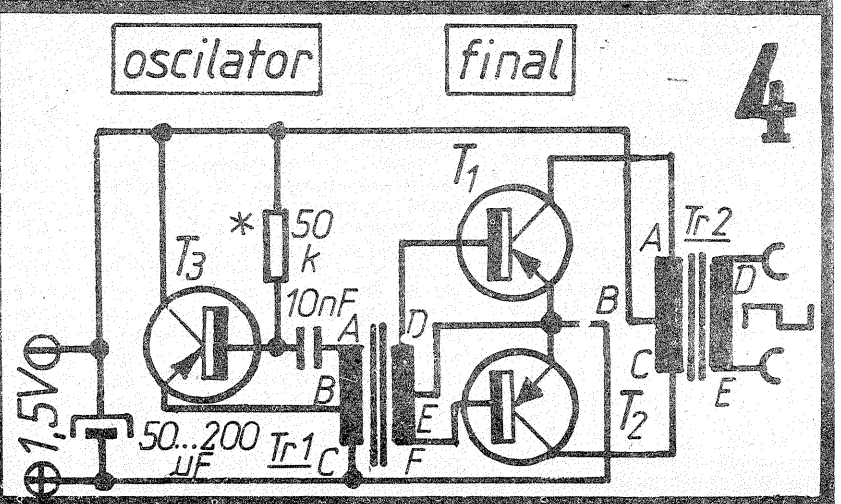 oscilator
final
4
T1
Tr2
* 50 k
T3
A
10nF
A
D
D
B
B
C
E
E
T2
1,5V
50...200 µF
Tr1
C
F